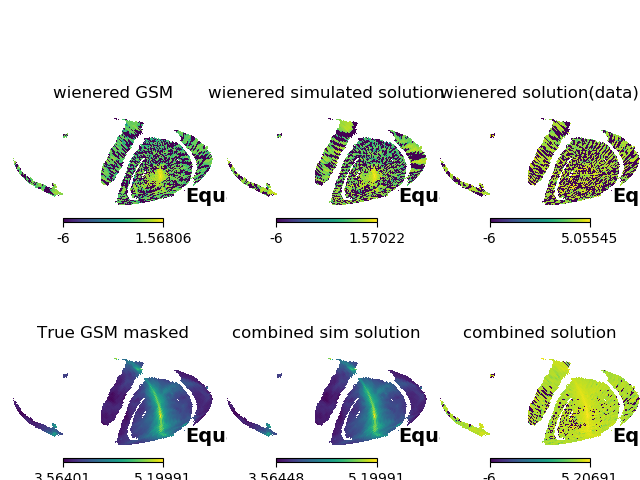 wienered GSM
wienered simulated solution
wienered solution(data)
Equ
Equ
Eq
-6 1.56806
-6 1.57022
-6 5.05545
True GSM masked
combined sim solution
combined solution
Equ
Equ
Eq
3.56401 5.19991
3.56448 5.19991
-6 5.20691